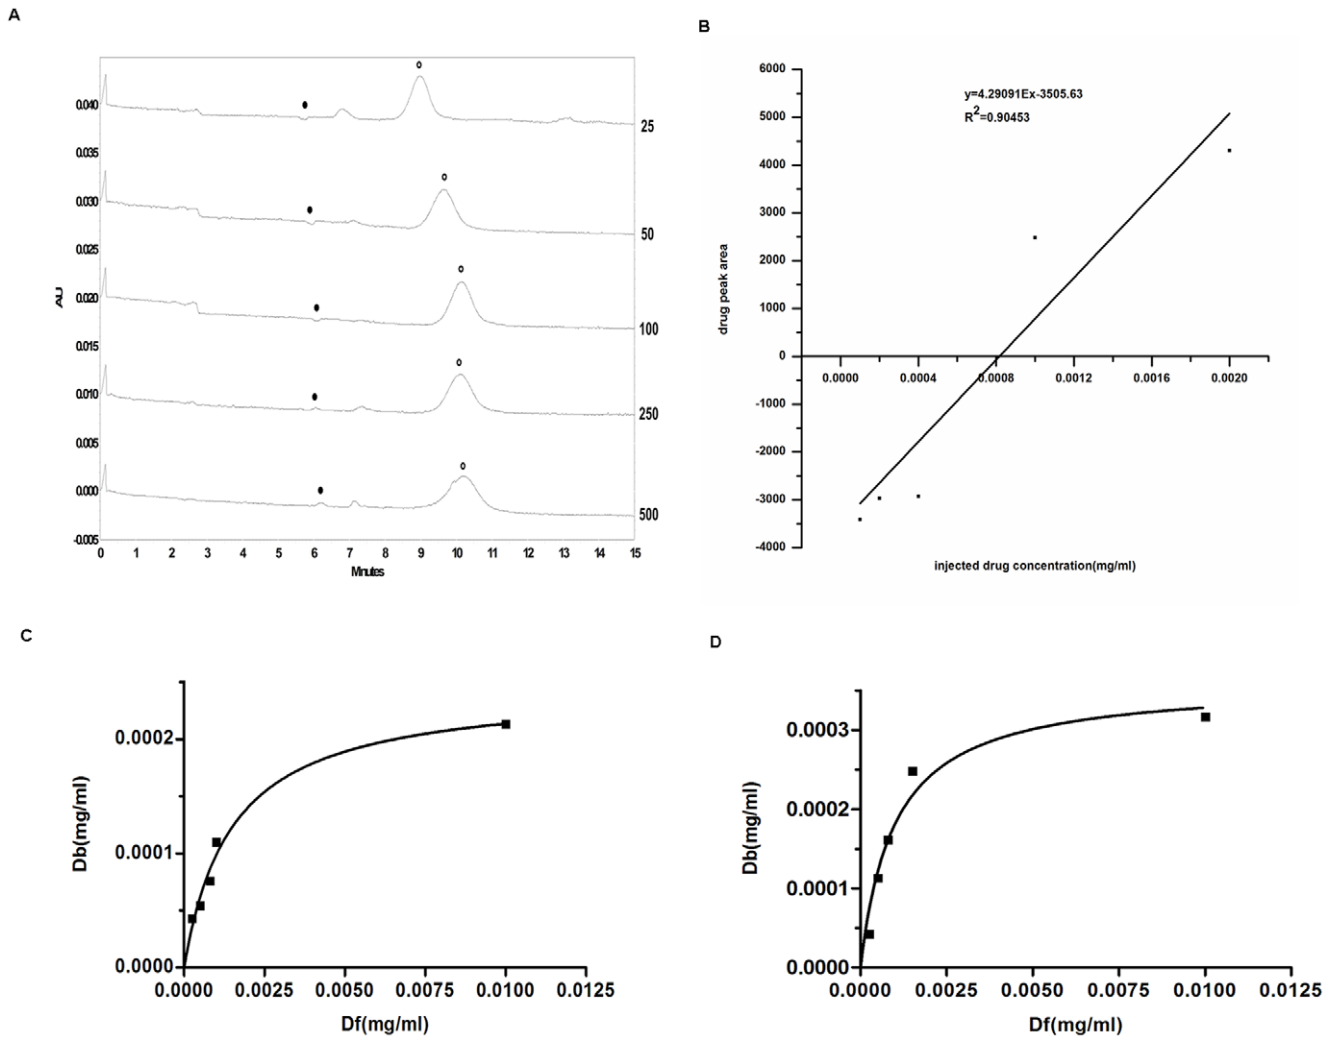 A
0.040
0.035
0.030
0.025
0.020
0.015
0.010
0.005
0.000
-0.005
AU
25
50
100
250
500
0 1 2 3 4 5 6 7 8 9 10 11 12 13 14 15
Minutes
B
6000
5000
4000
3000
2000
1000
0
-1000
-2000
-3000
-4000
drug peak area
y=4.29091Ex-3505.63
R2=0.90453
0.0000 0.0004 0.0008 0.0012 0.0016 0.0020
injected drug concentration(mg/ml)
C
0.0002
0.0001
0.0000
Db(mg/ml)
0.0000 0.0025 0.0050 0.0075 0.0100 0.0125
Df(mg/ml)
D
0.0003
0.0002
0.0001
0.0000
Db(mg/ml)
0.0000 0.0025 0.0050 0.0075 0.0100 0.0125
Df(mg/ml)